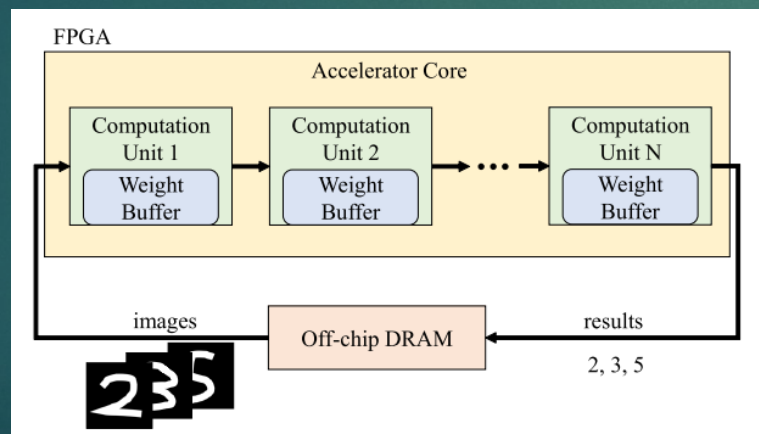 FPGA
Accelerator Core
Computation
Unit 1
Weight
Buffer
Computation
Unit 2
Weight
Buffer
•••
Computation
Unit N
Weight
Buffer
images
Off-chip DRAM
results
2, 3, 5
235